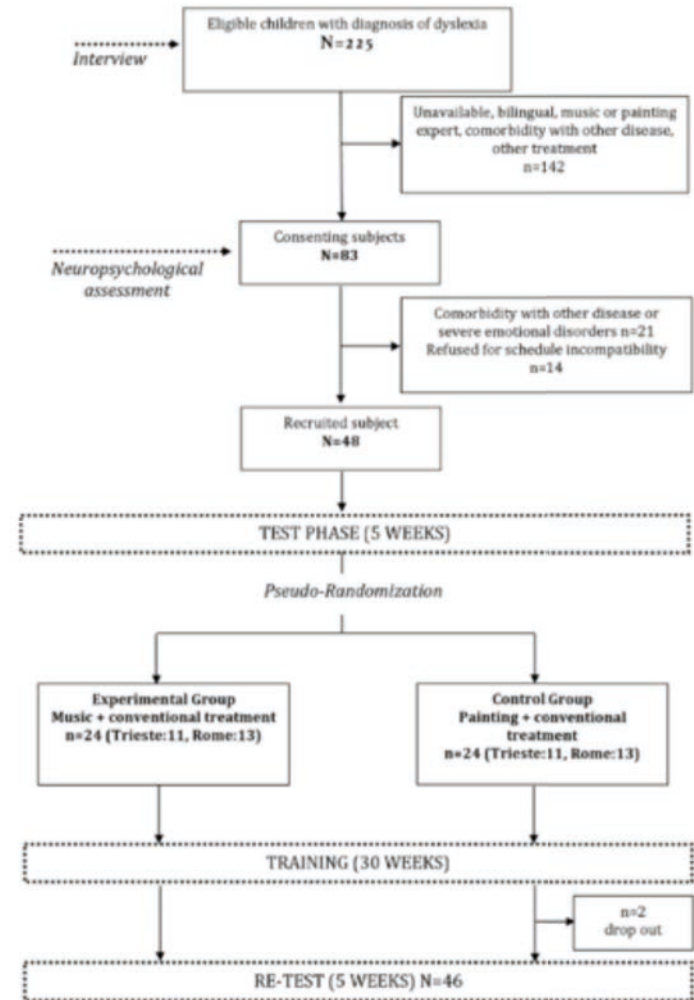 Eligible children with diagnosis of dyslexia
N=225
Interview
Unavailable, bilingual, music or painting
expert, comorbidity with other disease,
other treatment
n=142
Consenting subjects
N=83
Neuropsychological
assessment
Comorbidity with other disease or
severe emotional disorders n=21
Refused for schedule incompatibility
n=14
Recruited subject
N=48
TEST PHASE (5 WEEKS)
Pseudo-Randomization
Experimental Group
Music + conventional treatment
n=24 (Trieste:11, Rome:13)
Control Group
Painting + conventional
treatment
n=24 (Trieste:11, Rome:13)
TRAINING (30 WEEKS)
n=2
drop out
RE-TEST (5 WEEKS) N=46